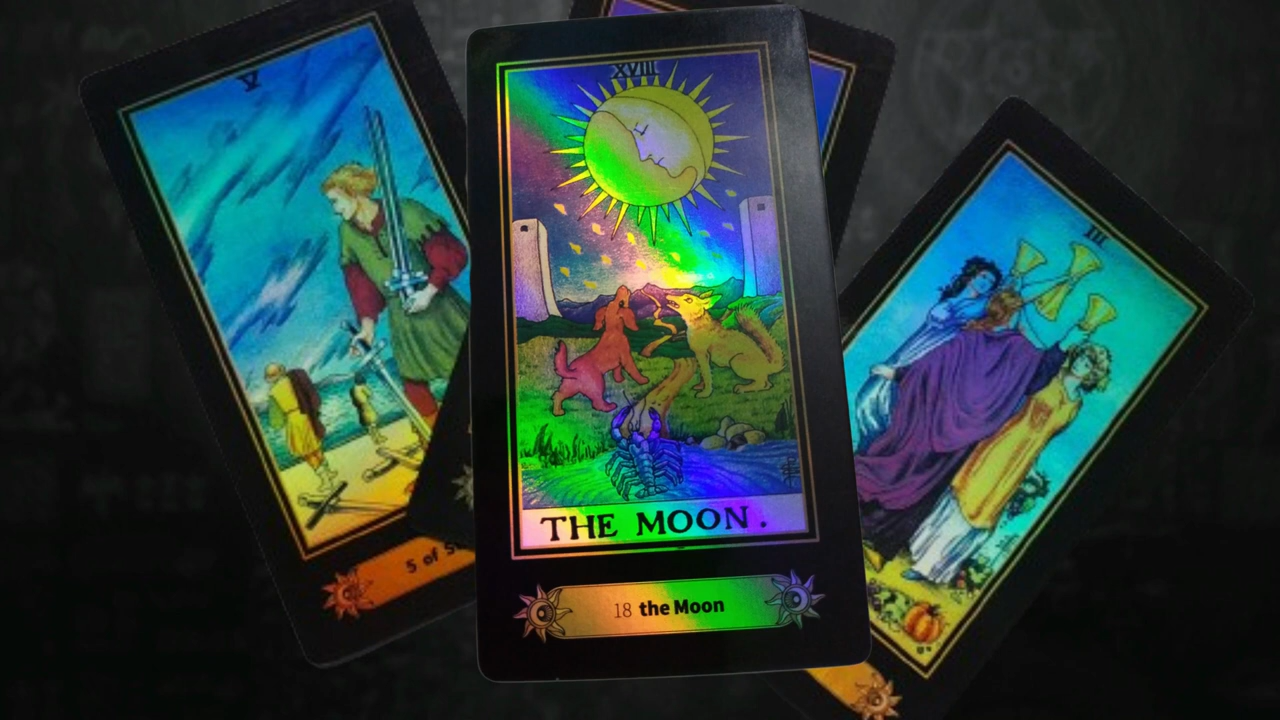 V
5 of
XVIII
THE MOON.
18 the Moon
III